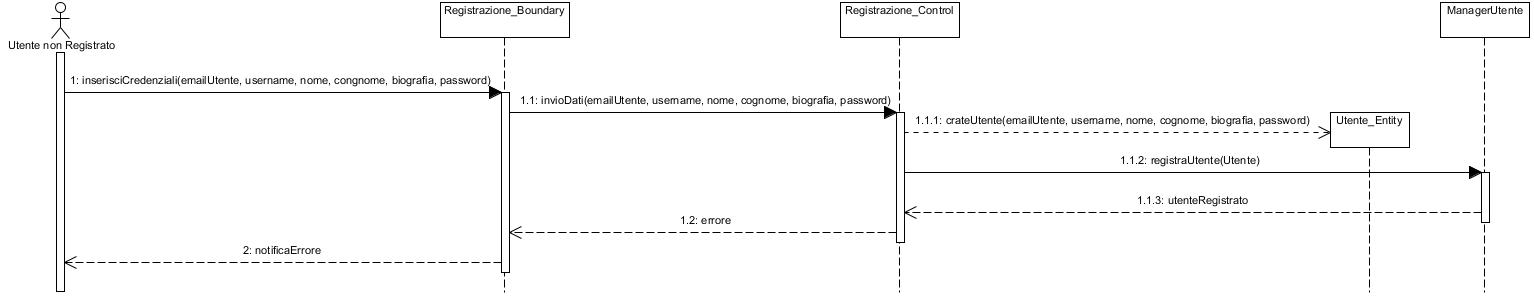 Utente non Registrato
Registrazione_Boundary
Registrazione_Control
ManagerUtente
1: inserisciCredenziali(emailUtente, username, nome, congnome, biografia, password)
1.1: invioDati(emailUtente, username, nome, cognome, biografia, password)
1.1.1: crateUtente(emailUtente, username, nome, cognome, biografia, password)
Utente_Entity
1.1.2: registraUtente(Utente)
1.1.3: utenteRegistrato
1.2: errore
2: notificaErrore